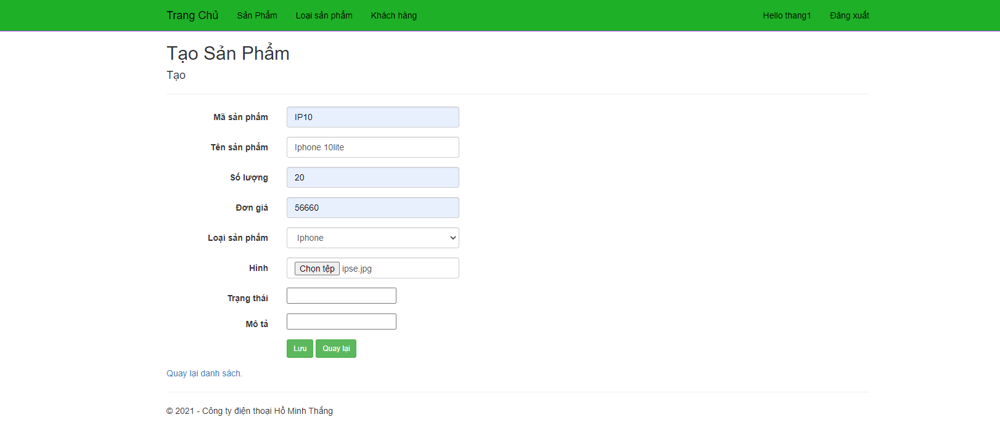 Trang Chủ Sản Phẩm Loại sản phẩm Khách hàng Hello thang1 Đăng xuất
Tạo Sản Phẩm
Tạo
Mã sản phẩm IP10
Tên sản phẩm Iphone 10lite
Số lượng 20
Đơn giá 56660
Loại sản phẩm Iphone
Hình Chọn tệp ipse.jpg
Trạng thái
Mô tả
Lưu Quay lại
Quay lại danh sách.
© 2021 - Công ty điện thoại Hồ Minh Thắng